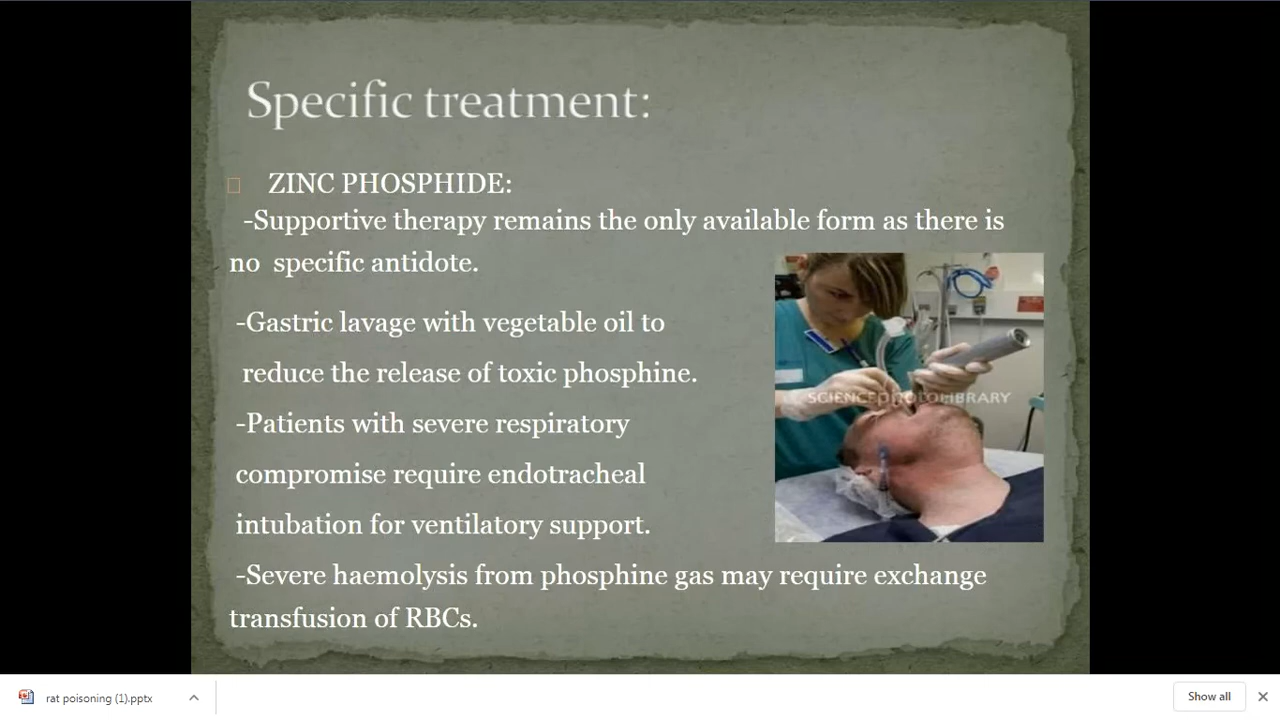 Specific treatment:
ZINC PHOSPHIDE:
-Supportive therapy remains the only available form as there is
no specific antidote.
-Gastric lavage with vegetable oil to
reduce the release of toxic phosphine.
-Patients with severe respiratory
compromise require endotracheal
intubation for ventilatory support.
-Severe haemolysis from phosphine gas may require exchange
transfusion of RBCs.
SCIENCEPHOTOLIBRARY
rat poisoning (1).pptx
Show all